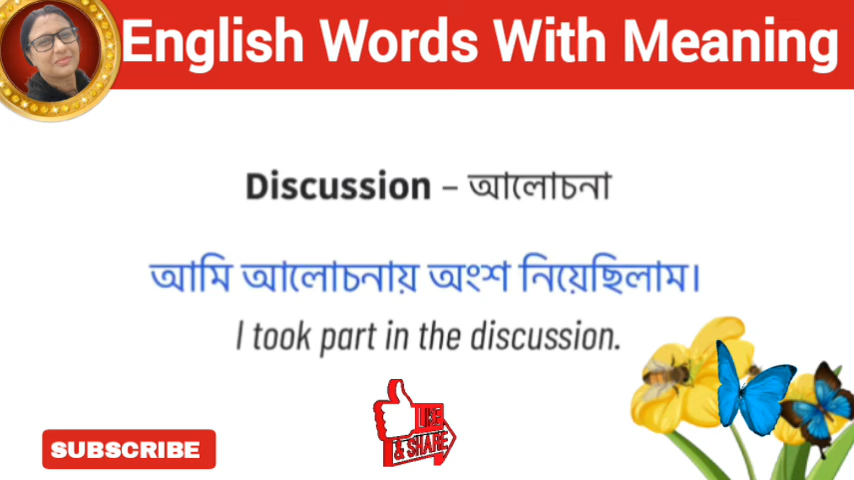 English Words With Meaning
Discussion – আলোচনা
আমি আলোচনায় অংশ নিয়েছিলাম।
I took part in the discussion.
LIKE
& SHARE
SUBSCRIBE